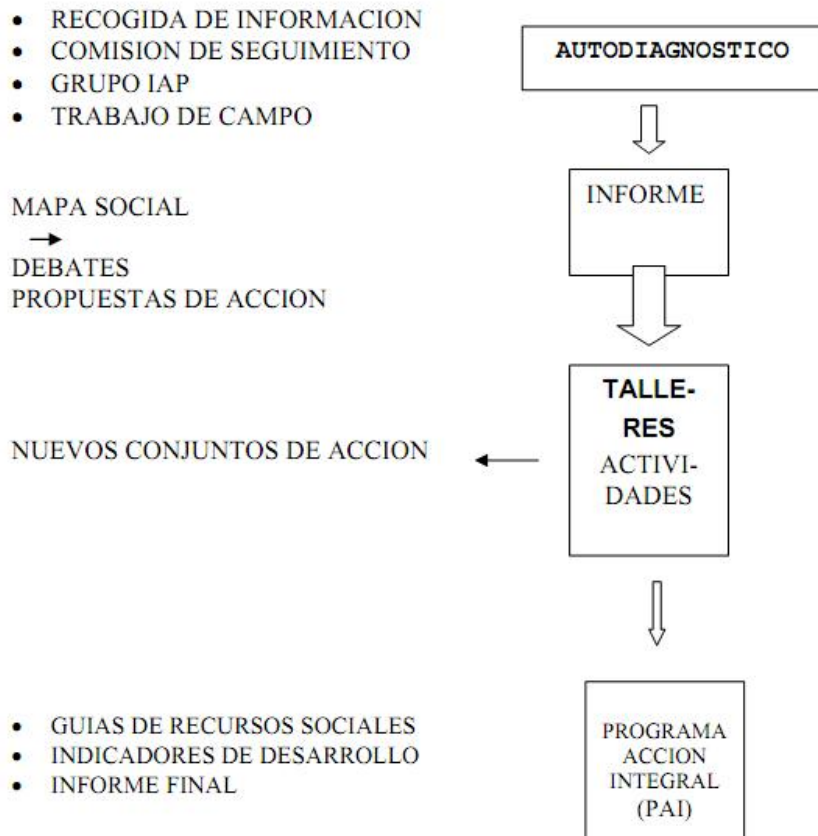 • RECOGIDA DE INFORMACION
• COMISION DE SEGUIMIENTO
• GRUPO IAP
• TRABAJO DE CAMPO
AUTODIAGNOSTICO
INFORME
MAPA SOCIAL
→
DEBATES
PROPUESTAS DE ACCION
TALLE-
RES
ACTIVI-
DADES
NUEVOS CONJUNTOS DE ACCION
• GUIAS DE RECURSOS SOCIALES
• INDICADORES DE DESARROLLO
• INFORME FINAL
PROGRAMA
ACCION
INTEGRAL
(PAI)